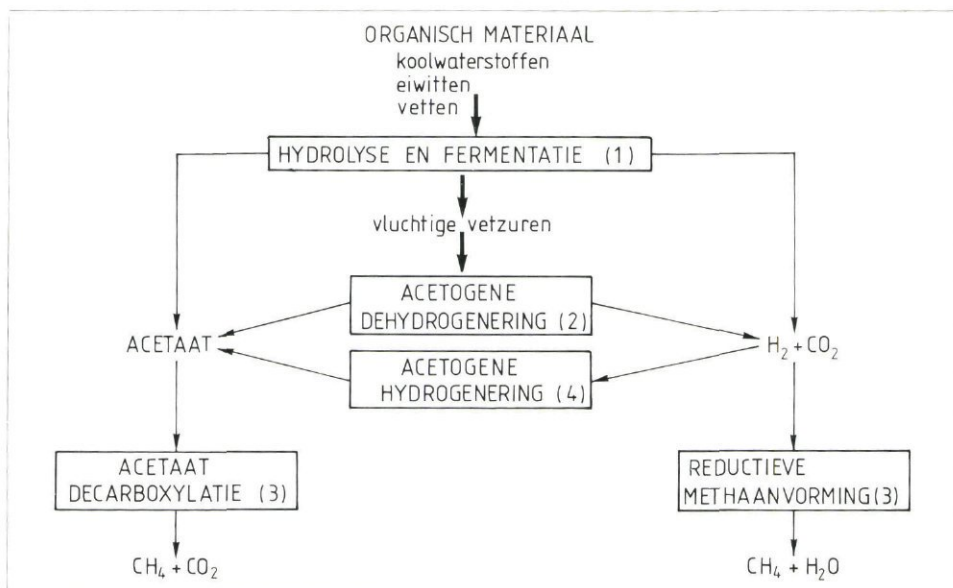 ORGANISCH MATERIAAL
koolwaterstoffen
eiwitten
vetten
HYDROLYSE EN FERMENTATIE (1)
vluchtige vetzuren
ACETOGENE
DEHYDROGENERING (2)
ACETAAT
H₂ + CO₂
ACETOGENE
HYDROGENERING (4)
ACETAAT
DECARBOXYLATIE (3)
REDUCTIEVE
METHAANVORMING(3)
CH₄ + CO₂
CH₄ + H₂O